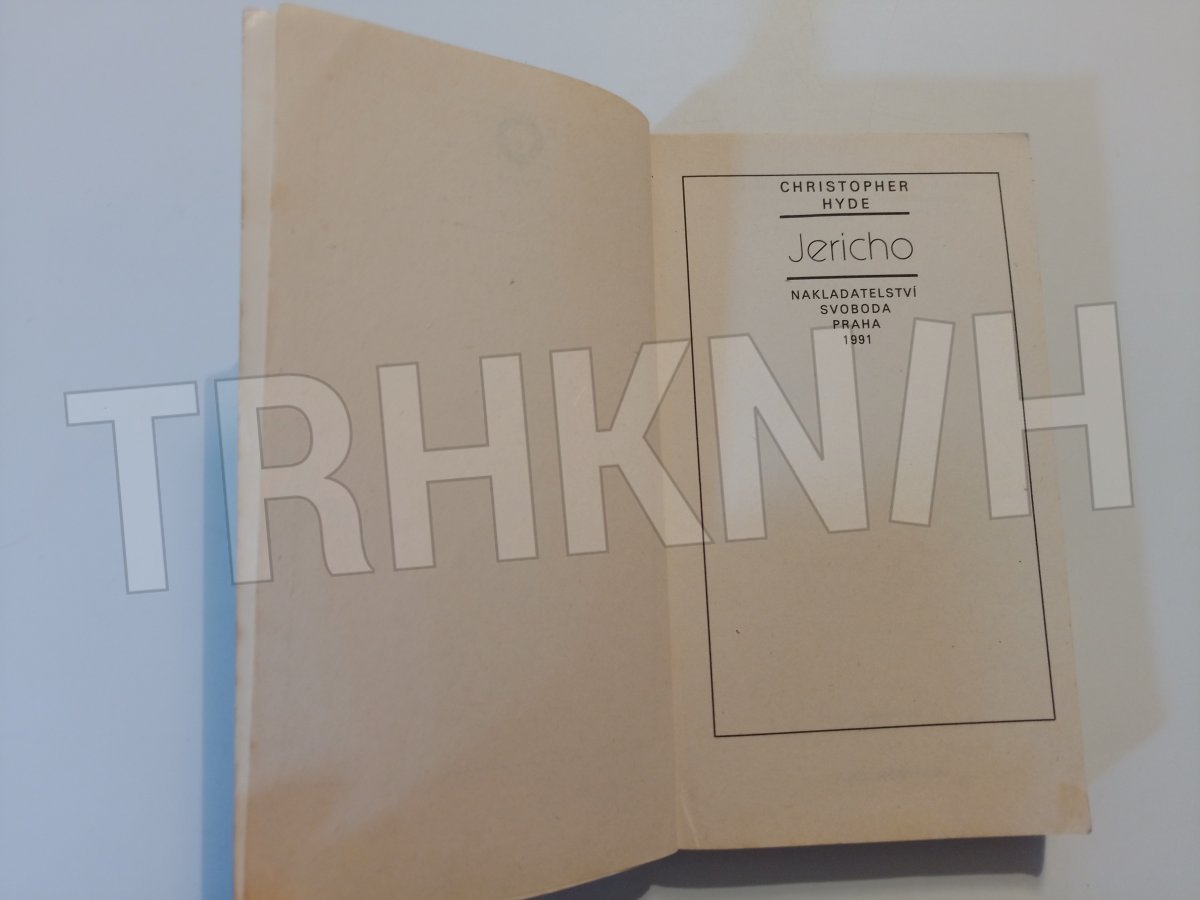 CHRISTOPHER
HYDE
Jericho
NAKLADATELSTVÍ
SVOBODA
PRAHA
1991
TRHKNIH